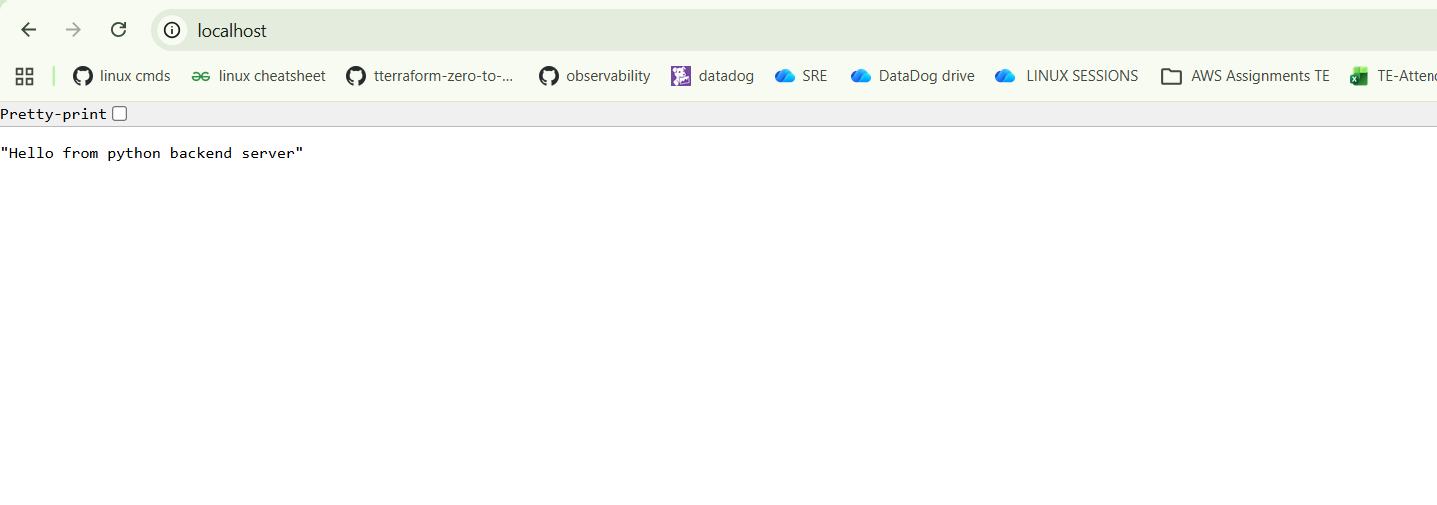 localhost
linux cmds linux cheatsheet tterraform-zero-to-... observability datadog SRE DataDog drive LINUX SESSIONS AWS Assignments TE TE-Atten
Pretty-print
"Hello from python backend server"